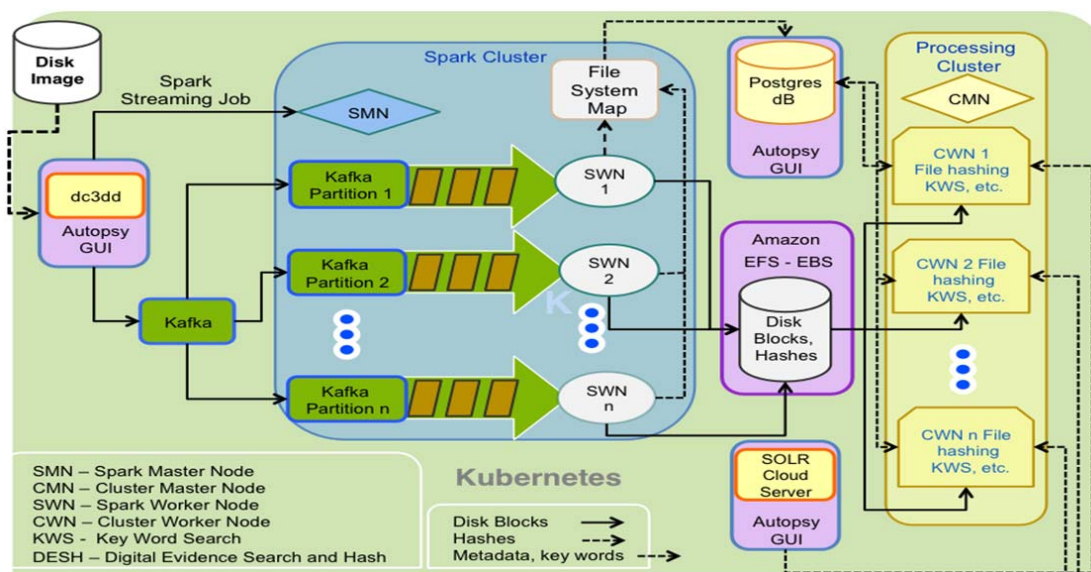 Disk
Image
Spark
Streaming Job
dc3dd
Autopsy
GUI
Kafka
Spark Cluster
SMN
File
System
Map
Kafka
Partition 1
SWN
1
Kafka
Partition 2
SWN
2
K
Kafka
Partition n
SWN
n
Postgres
dB
Autopsy
GUI
Amazon
EFS - EBS
Disk
Blocks,
Hashes
SOLR
Cloud
Server
Autopsy
GUI
Processing
Cluster
CMN
CWN 1
File hashing
KWS, etc.
CWN 2 File
hashing
KWS, etc.
CWN n File
hashing
KWS, etc.
SMN – Spark Master Node
CMN – Cluster Master Node
SWN – Spark Worker Node
CWN – Cluster Worker Node
KWS - Key Word Search
DESH – Digital Evidence Search and Hash
Kubernetes
Disk Blocks
Hashes
Metadata, key words